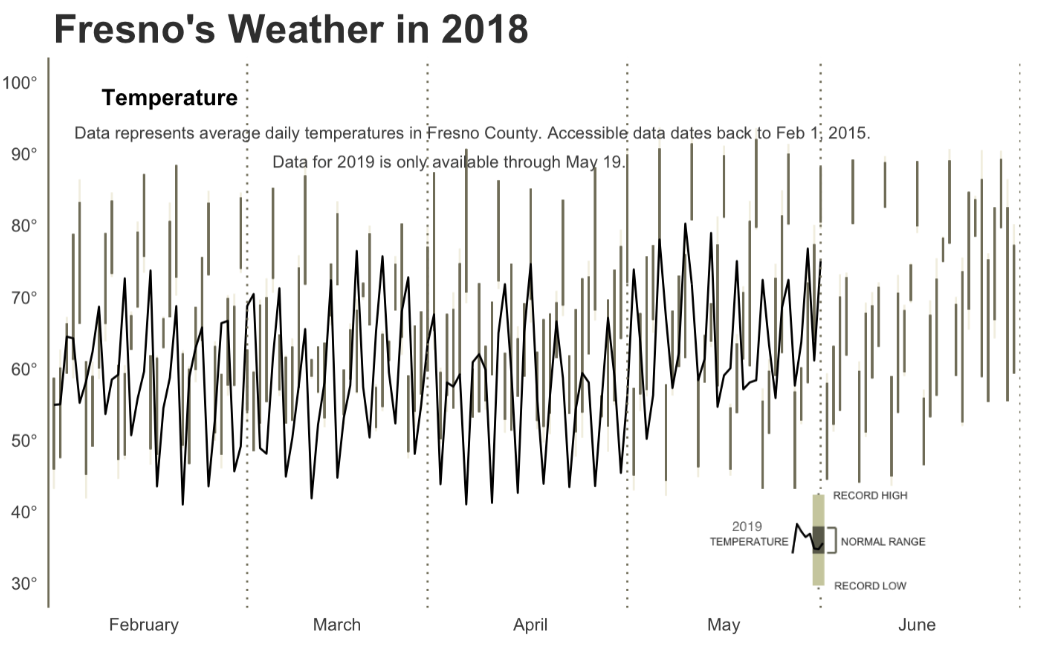 Fresno's Weather in 2018
100°
Temperature
Data represents average daily temperatures in Fresno County. Accessible data dates back to Feb 1, 2015.
90°
Data for 2019 is only available through May 19.
80°
70°
60°
50°
RECORD HIGH
40°
2019
TEMPERATURE
NORMAL RANGE
30°
RECORD LOW
February
March
April
May
June